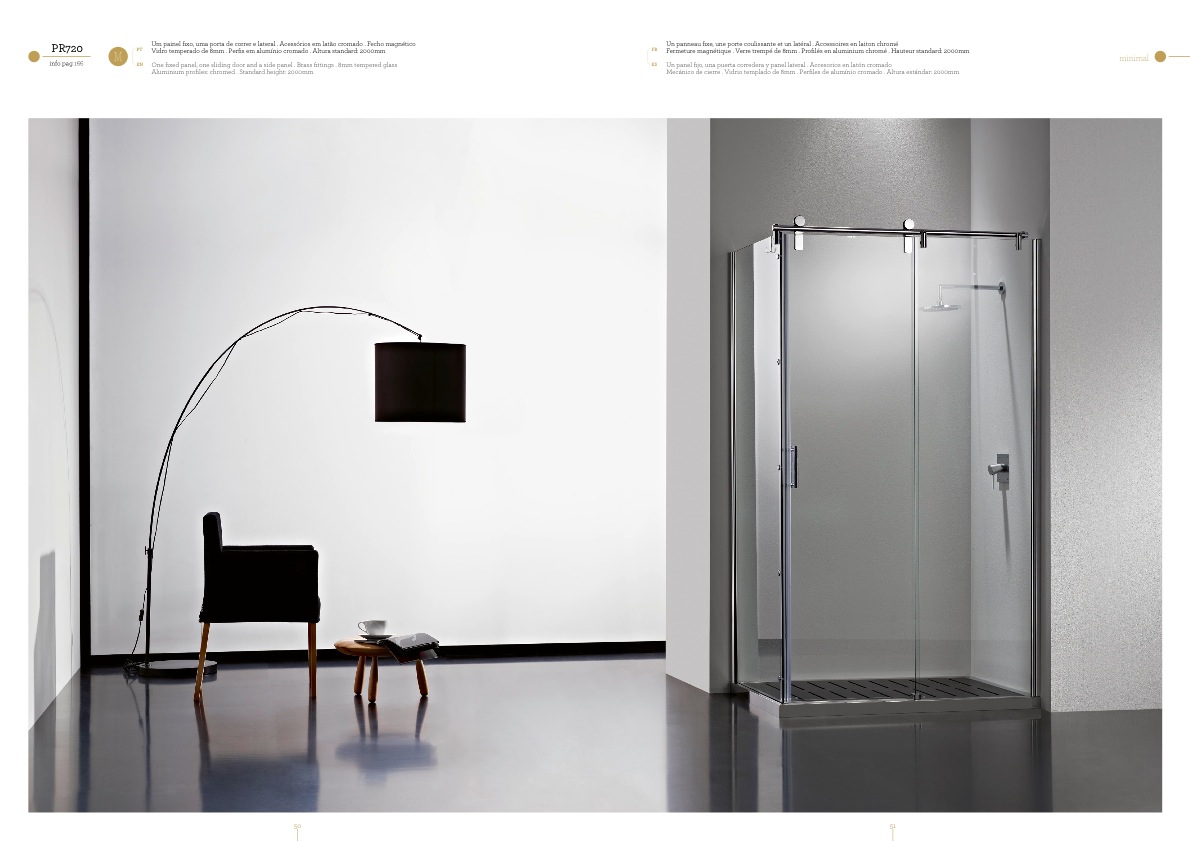 PR720
info pag 166
M
PT
Um painel fixo, uma porta de correr e lateral . Acessórios em latão cromado . Fecho magnético
Vidro temperado de 8mm . Perfis em alumínio cromado . Altura standard: 2000mm
EN
One fixed panel, one sliding door and a side panel . Brass fittings . 8mm tempered glass
Aluminium profiles: chromed . Standard height: 2000mm
FR
Un panneau fixe, une porte coulissante et un latéral . Accessoires en laiton chromé
Fermeture magnétique . Verre trempé de 8mm . Profilés en aluminium chromé . Hauteur standard: 2000mm
ES
Un panel fijo, una puerta corredera y panel lateral . Accesorios en latón cromado
Mecánico de cierre . Vidrio templado de 8mm . Perfiles de aluminio cromado . Altura estándar: 2000mm
minimal
50
51